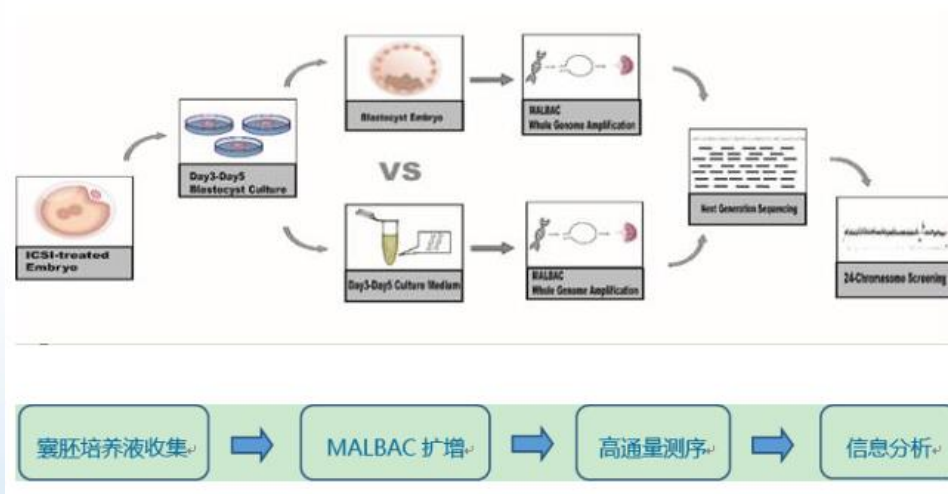 Blastocyst Embryo
MALBAC
Whole Genome Amplification
Day3-Day5
Blastocyst Culture
VS
Next Generation Sequencing
ICSI-treated
Embryo
Day3-Day5 Culture Medium
MALBAC
Whole Genome Amplification
24-Chromosome Screening
囊胚培养液收集
MALBAC 扩增
高通量测序
信息分析